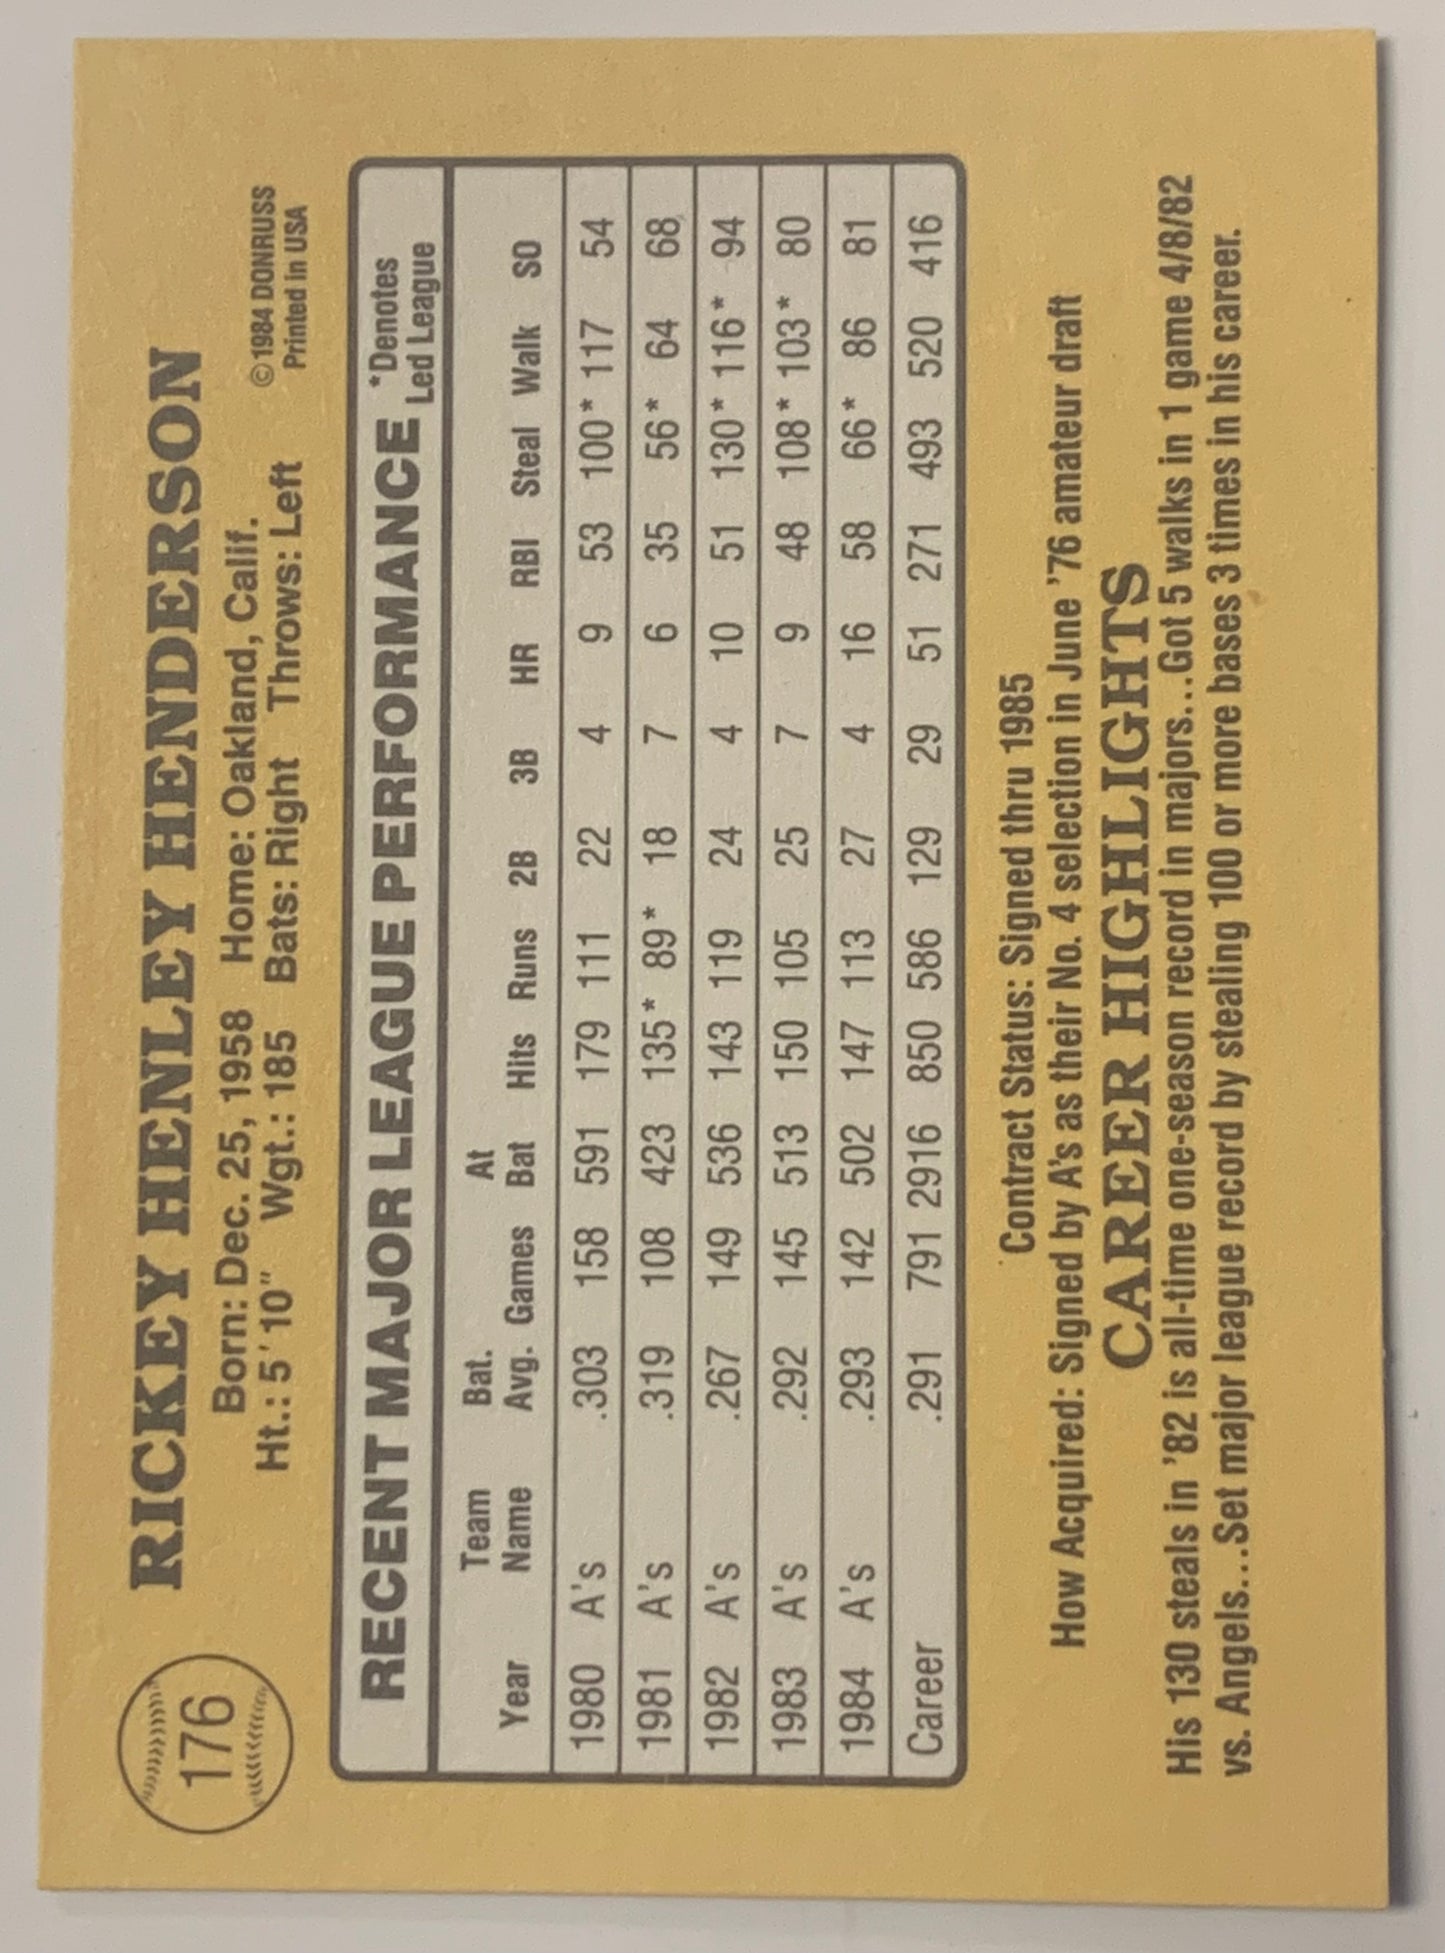 176
RICKEY HENLEY HENDERSON
Born: Dec. 25, 1958 Home: Oakland, Calif.
Ht.: 5' 10" Wgt.: 185 Bats: Right Throws: Left
©1984 DONRUSS
Printed in USA
RECENT MAJOR LEAGUE PERFORMANCE *Denotes Led League
Year Team Name Bat. Avg. Games At Bat Hits Runs 2B 3B HR RBI Steal Walk SO
1980 A's .303 158 591 179 111 22 4 9 53 100* 117 54
1981 A's .319 108 423 135* 89* 18 7 6 35 56* 64 68
1982 A's .267 149 536 143 119 24 4 10 51 130* 116* 94
1983 A's .292 145 513 150 105 25 7 9 48 108* 103* 80
1984 A's .293 142 502 147 113 27 4 16 58 66* 86 81
Career .291 791 2916 850 586 129 29 51 271 493 520 416
Contract Status: Signed thru 1985
How Acquired: Signed by A's as their No. 4 selection in June '76 amateur draft
CAREER HIGHLIGHTS
His 130 steals in '82 is all-time one-season record in majors...Got 5 walks in 1 game 4/8/82
vs. Angels...Set major league record by stealing 100 or more bases 3 times in his career.